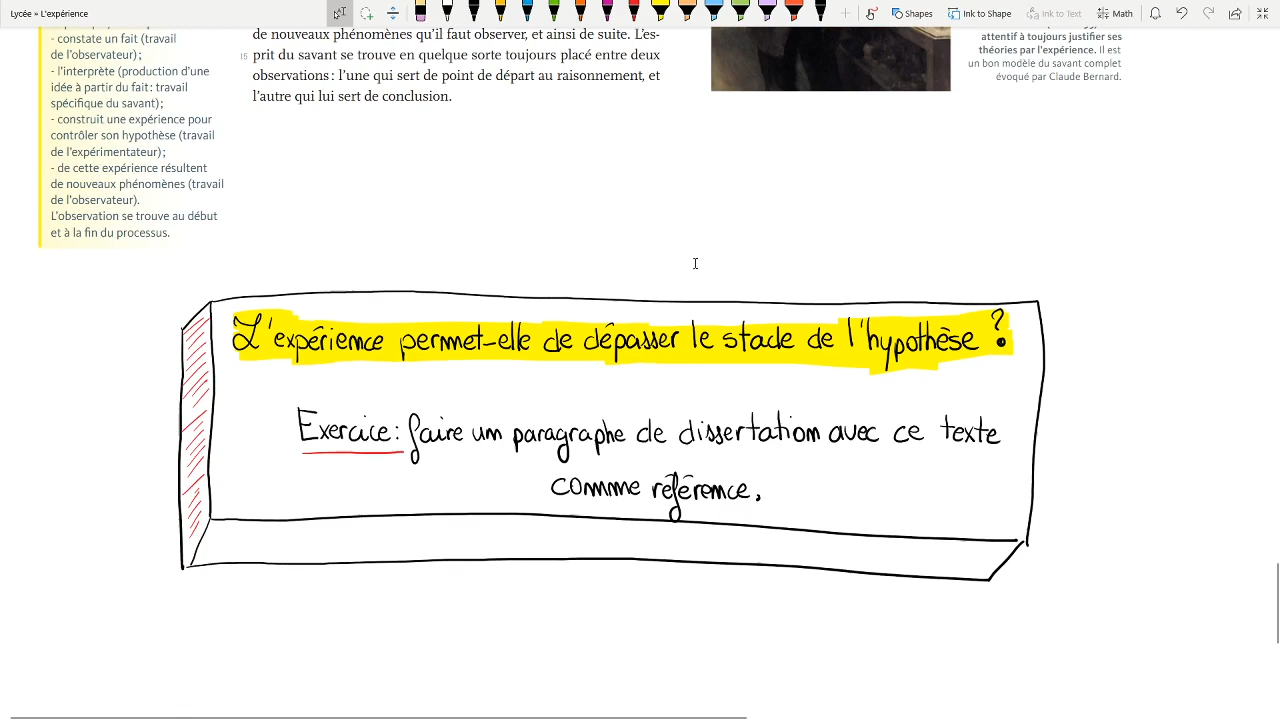 Lycée » L'expérience
Shapes
Ink to Shape
Ink to Text
Math
- constate un fait (travail
de l'observateur) ;
- l'interprète (production d'une
idée à partir du fait : travail
spécifique du savant) ;
- construit une expérience pour
contrôler son hypothèse (travail
de l'expérimentateur) ;
- de cette expérience résultent
de nouveaux phénomènes (travail
de l'observateur).
L'observation se trouve au début
et à la fin du processus.
de nouveaux phénomènes qu'il faut observer, et ainsi de suite. L'es-
15 prit du savant se trouve en quelque sorte toujours placé entre deux
observations : l'une qui sert de point de départ au raisonnement, et
l'autre qui lui sert de conclusion.
attentif à toujours justifier ses
théories par l'expérience. Il est
un bon modèle du savant complet
évoqué par Claude Bernard.
L'expérience permet-elle de dépasser le stade de l'hypothèse ?
Exercice : faire un paragraphe de dissertation avec ce texte
comme référence.